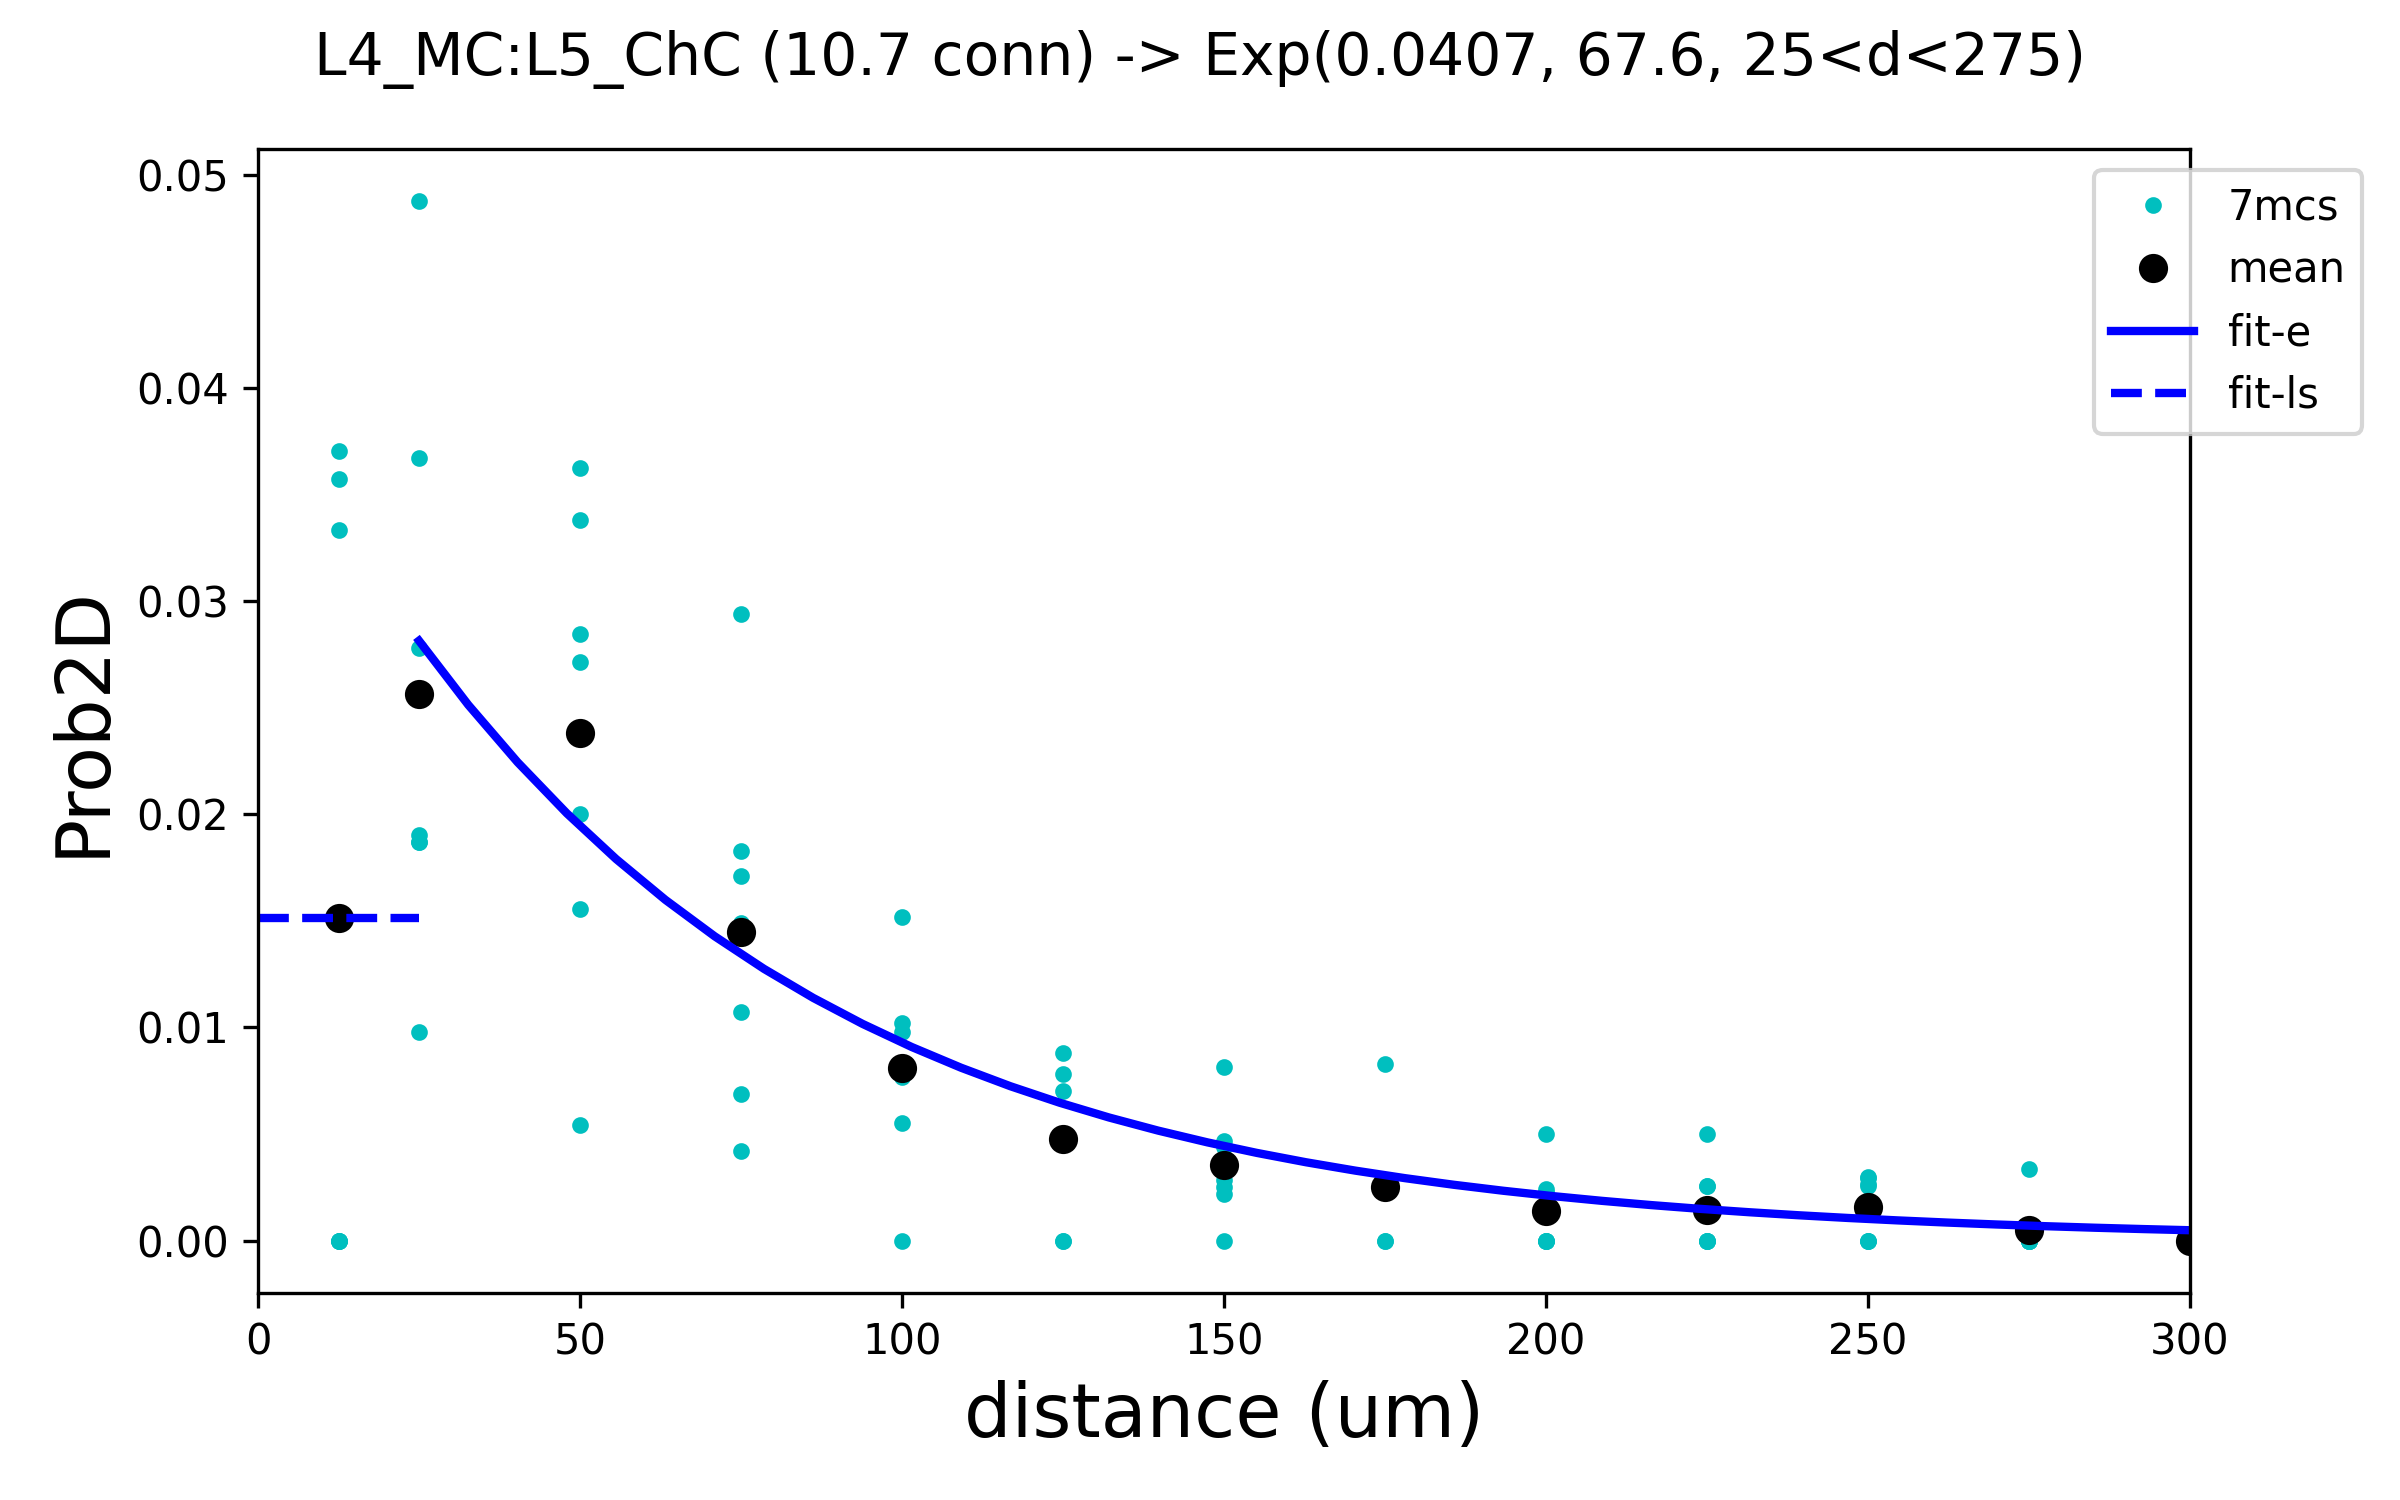 L4_MC:L5_ChC (10.7 conn) -> Exp(0.0407, 67.6, 25<d<275)
0.05
0.04
0.03
0.02
0.01
0.00
Prob2D
7mcs
mean
fit-e
fit-ls
0 50 100 150 200 250 300
distance (um)